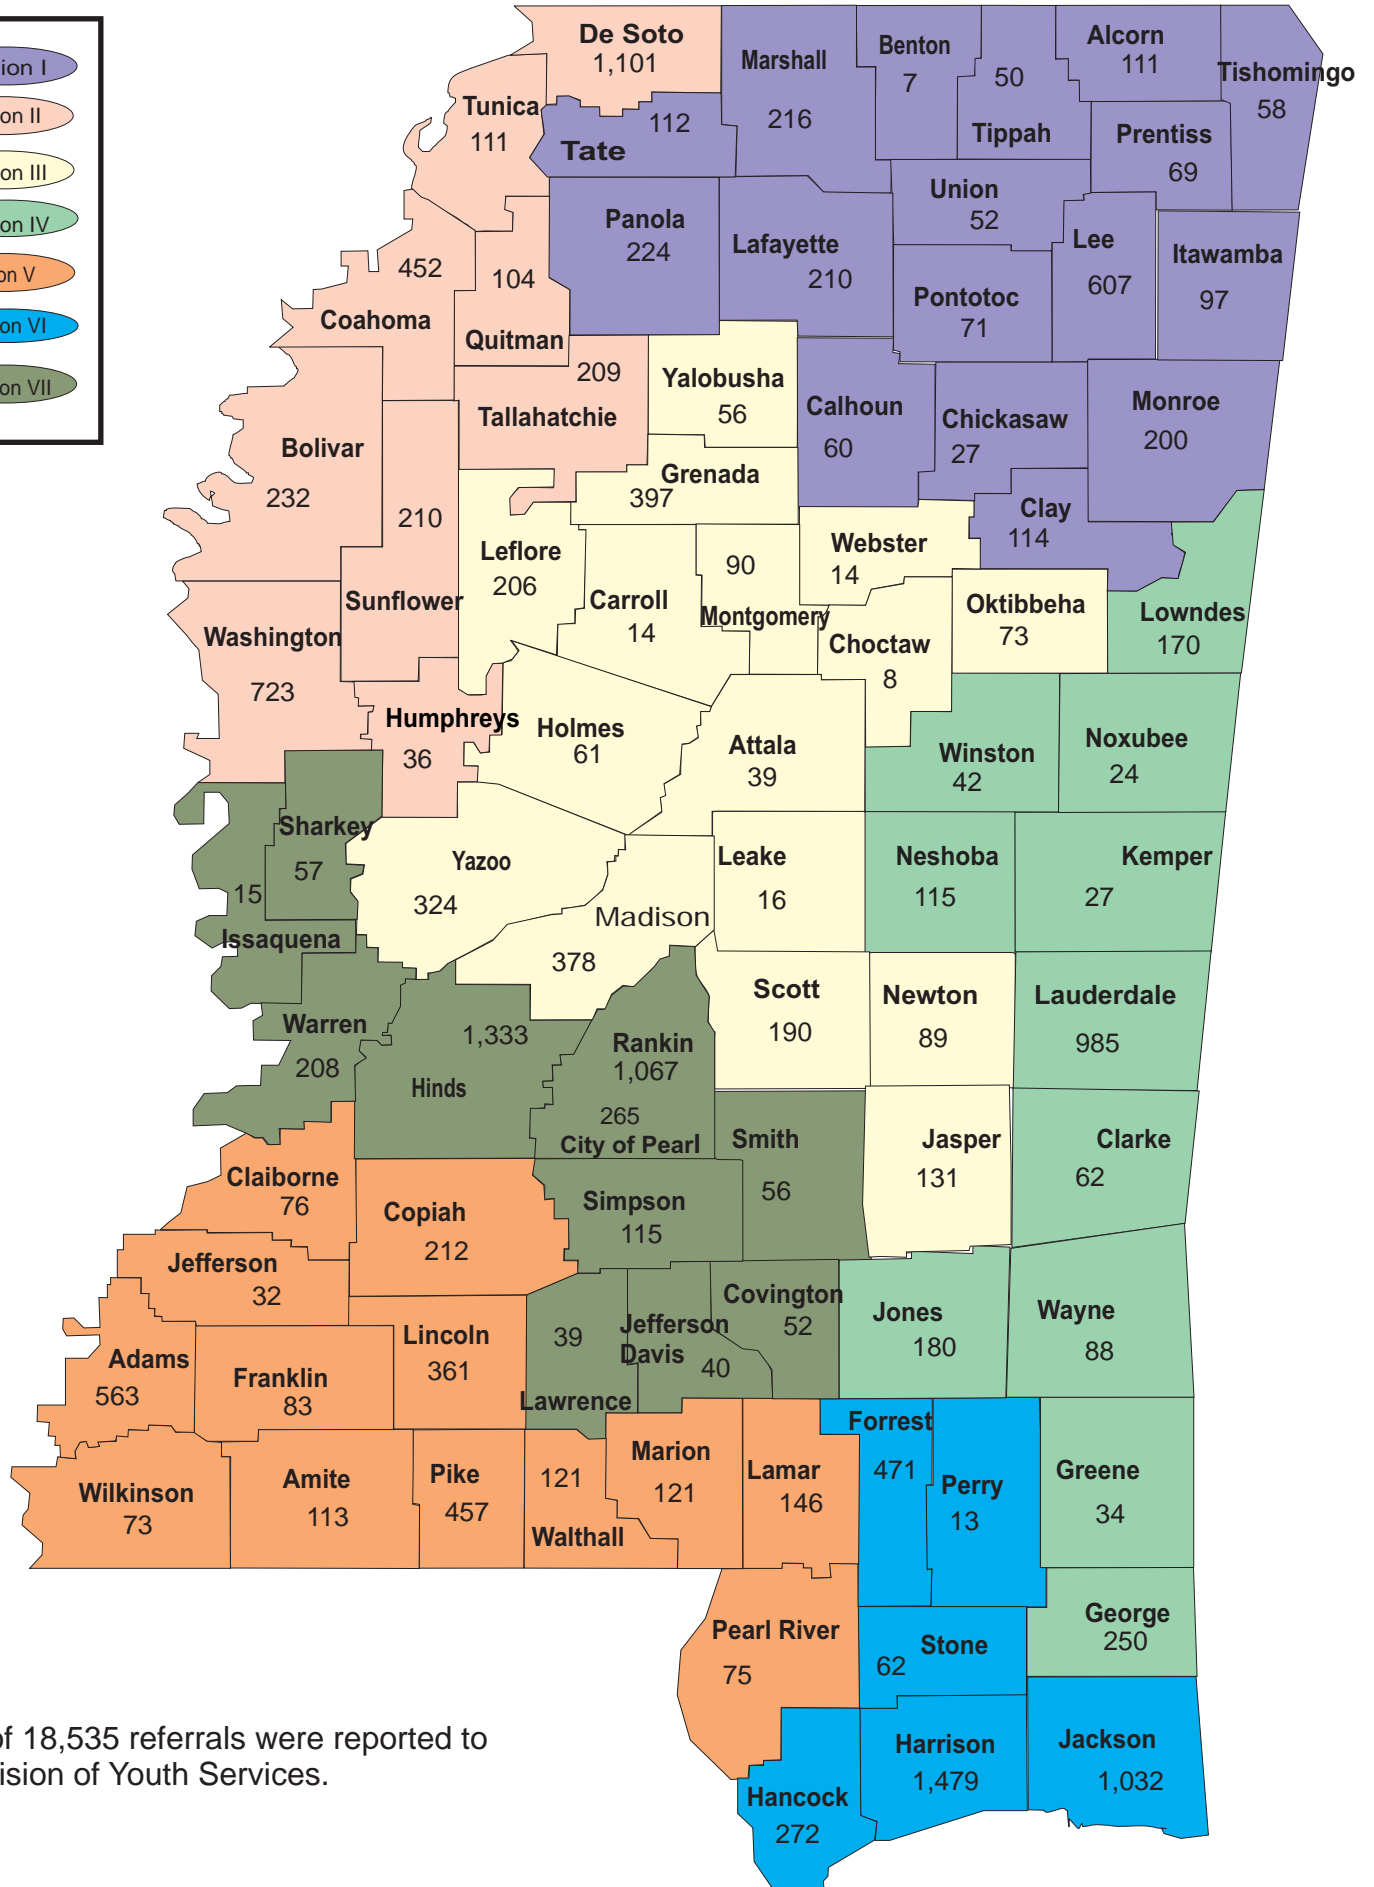 ion I
on II
on III
on IV
on V
on VI
on VII
De Soto
1,101
Marshall
216
Benton
7
50
Tippah
Alcorn
111
Tishomingo
58
Tunica
111
112
Tate
Prentiss
69
Union
52
Panola
224
Lafayette
210
Lee
607
Itawamba
97
452
Coahoma
104
Quitman
Pontotoc
71
209
Tallahatchie
Yalobusha
56
Calhoun
60
Chickasaw
27
Monroe
200
Bolivar
232
210
Sunflower
Grenada
397
Clay
114
Leflore
206
Carroll
14
90
Montgomery
Webster
14
Choctaw
8
Oktibbeha
73
Lowndes
170
Washington
723
Humphreys
36
Holmes
61
Attala
39
Winston
42
Noxubee
24
Sharkey
57
15
Issaquena
Yazoo
324
Madison
378
Leake
16
Neshoba
115
Kemper
27
Warren
208
1,333
Hinds
Rankin
1,067
265
City of Pearl
Scott
190
Newton
89
Lauderdale
985
Smith
56
Jasper
131
Clarke
62
Claiborne
76
Copiah
212
Simpson
115
Jefferson
32
Lincoln
361
39
Lawrence
Jefferson
Davis
40
Covington
52
Jones
180
Wayne
88
Adams
563
Franklin
83
Wilkinson
73
Amite
113
Pike
457
121
Walthall
Marion
121
Lamar
146
Forrest
471
Perry
13
Greene
34
Pearl River
75
62
Stone
George
250
of 18,535 referrals were reported to
ision of Youth Services.
Hancock
272
Harrison
1,479
Jackson
1,032